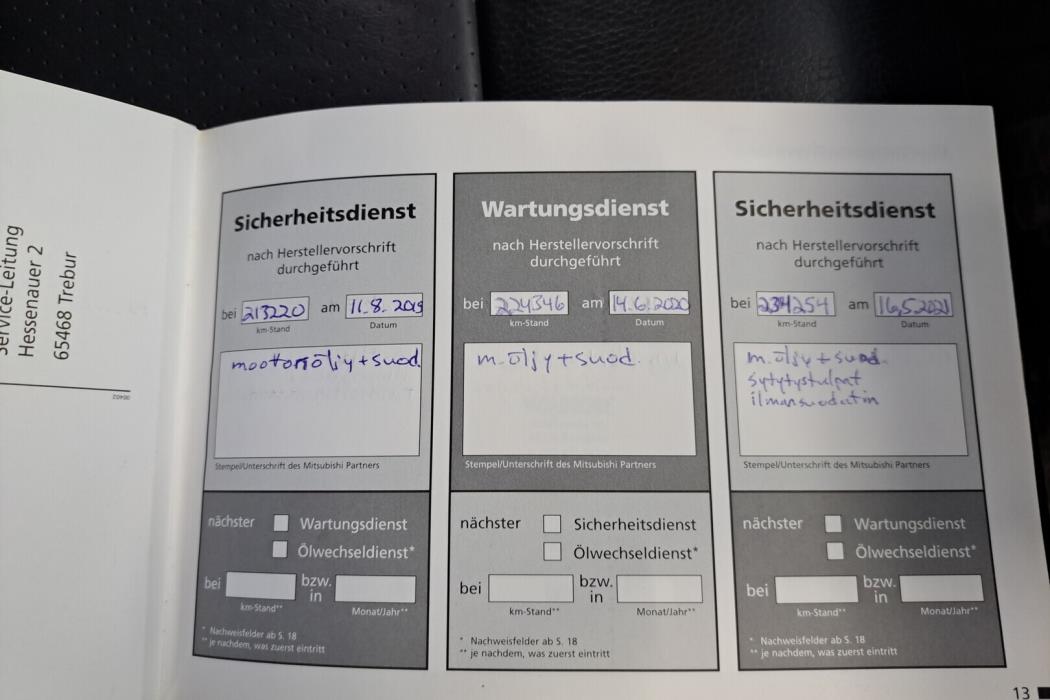 Service-Leitung
Hessenauer 2
65468 Trebur
Sicherheitsdienst
nach Herstellervorschrift
durchgeführt
bei 213220 am 11.8.2019
km-Stand Datum
moottoriöljy+suod.
Stempel/Unterschrift des Mitsubishi Partners
nächster Wartungsdienst
Ölwechseldienst*
bei bzw. in
km-Stand** Monat/Jahr**
* Nachweisfelder ab S. 18
** je nachdem, was zuerst eintritt
Wartungsdienst
nach Herstellervorschrift
durchgeführt
bei 224346 am 14.6.2020
km-Stand Datum
m.öljy+suod.
Stempel/Unterschrift des Mitsubishi Partners
nächster Sicherheitsdienst
Ölwechseldienst*
bei bzw. in
km-Stand** Monat/Jahr**
* Nachweisfelder ab S. 18
** je nachdem, was zuerst eintritt
Sicherheitsdienst
nach Herstellervorschrift
durchgeführt
bei 234254 am 16.5.2021
km-Stand Datum
m.öljy+suod.
sytytystulpat
ilmansuodatin
Stempel/Unterschrift des Mitsubishi Partners
nächster Wartungsdienst
Ölwechseldienst*
bei bzw. in
km-Stand** Monat/Jahr**
* Nachweisfelder ab S. 18
** je nachdem, was zuerst eintritt
13